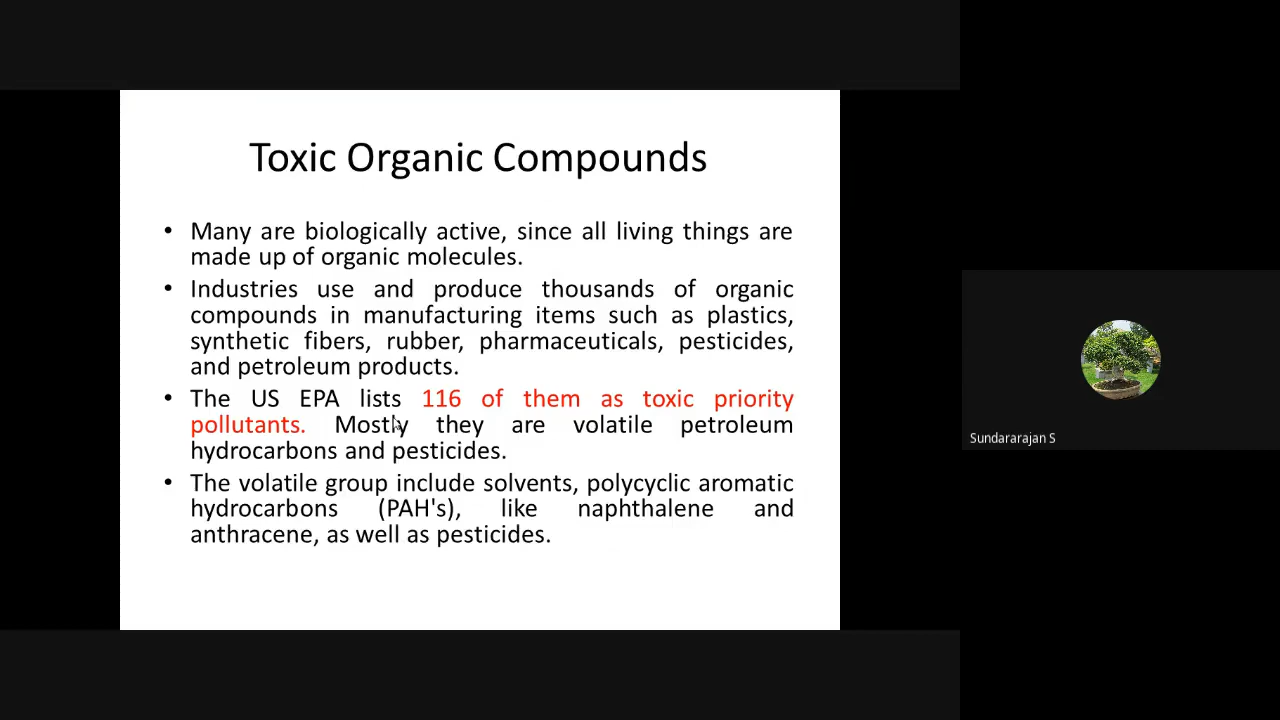 Toxic Organic Compounds
• Many are biologically active, since all living things are
made up of organic molecules.
• Industries use and produce thousands of organic
compounds in manufacturing items such as plastics,
synthetic fibers, rubber, pharmaceuticals, pesticides,
and petroleum products.
• The US EPA lists 116 of them as toxic priority
pollutants. Mostly they are volatile petroleum
hydrocarbons and pesticides.
• The volatile group include solvents, polycyclic aromatic
hydrocarbons (PAH's), like naphthalene and
anthracene, as well as pesticides.
Sundararajan S